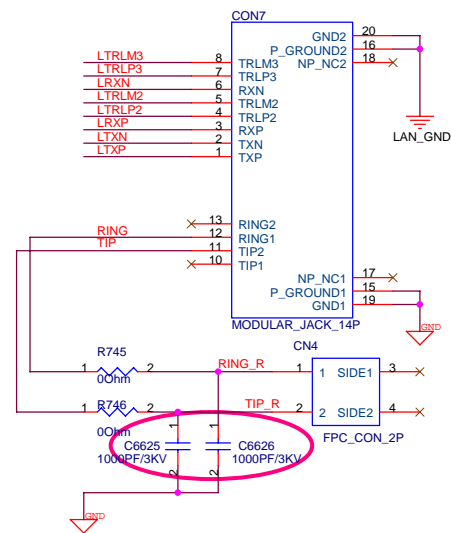 CON7
LTRLM3 8 TRLM3
LTRLP3 7 TRLP3
LRXN 6 RXN
LTRLM2 5 TRLM2
LTRLP2 4 TRLP2
LRXP 3 RXP
LTXN 2 TXN
LTXP 1 TXP
GND2 20
P_GROUND2 16
NP_NC2 18
LAN_GND
13 RING2
RING 12 RING1
TIP 11 TIP2
10 TIP1
NP_NC1 17
P_GROUND1 15
GND1 19
GND
MODULAR_JACK_14P
R745
1 2
0Ohm
RING_R
R746
1 2
0Ohm
TIP_R
CN4
1 1 SIDE1 3
2 2 SIDE2 4
FPC_CON_2P
1 1
C6625 C6626
1000PF/3KV 1000PF/3KV
2 2
GND